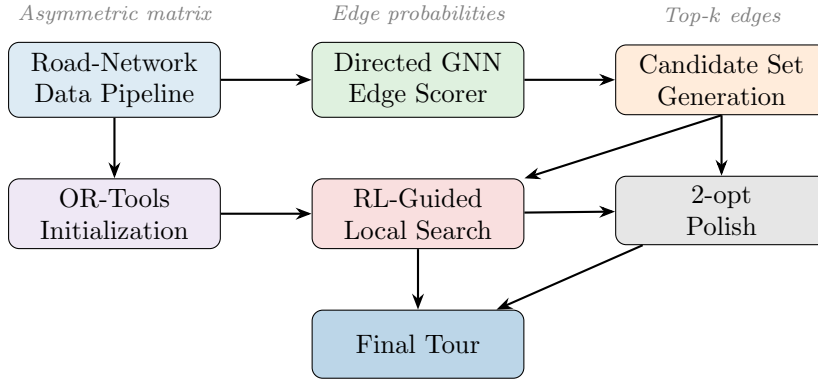 Asymmetric matrix
Edge probabilities
Top-k edges
Road-Network
Data Pipeline
Directed GNN
Edge Scorer
Candidate Set
Generation
OR-Tools
Initialization
RL-Guided
Local Search
2-opt
Polish
Final Tour